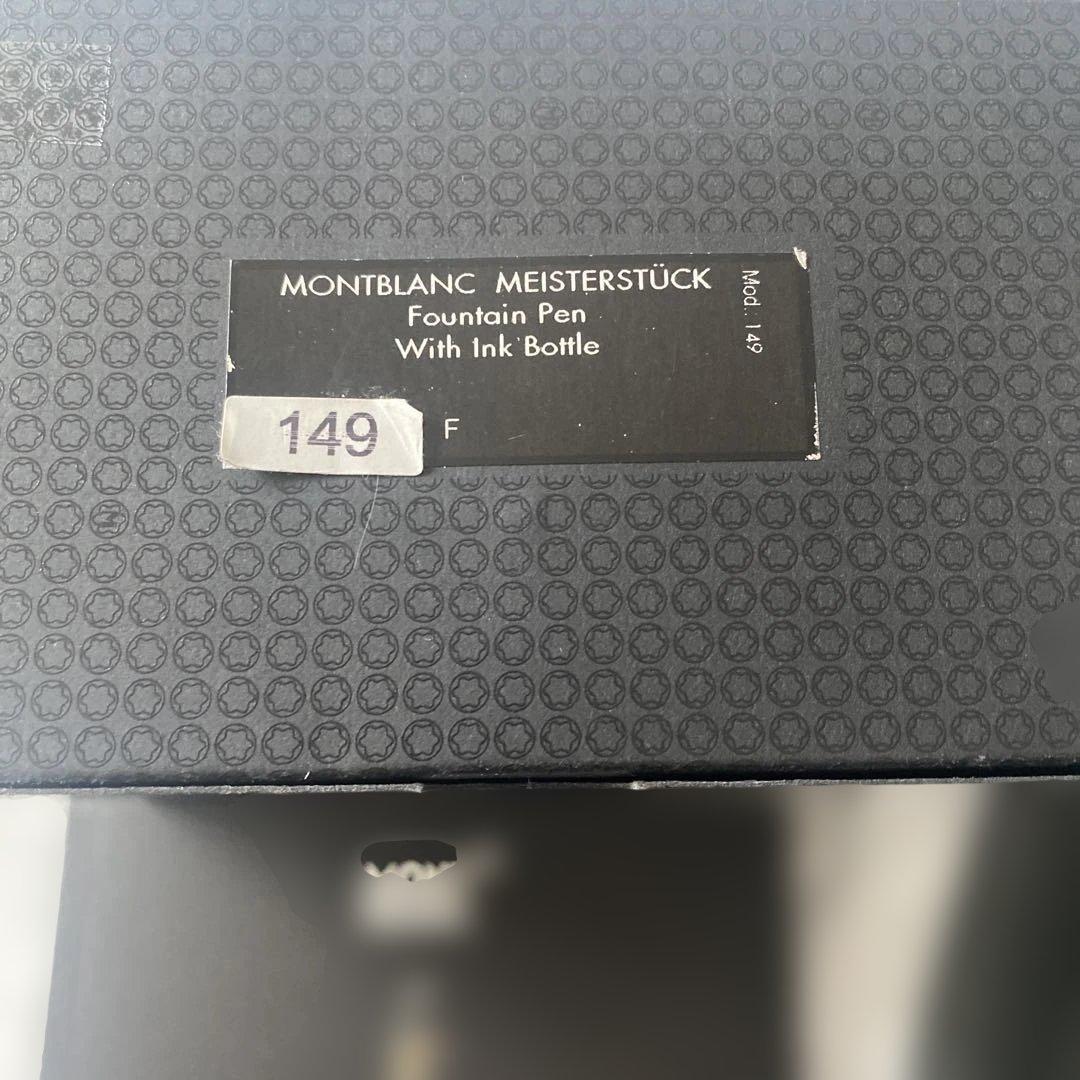 MONTBLANC MEISTERSTÜCK
Fountain Pen
With Ink Bottle
Mod. 149
149
F